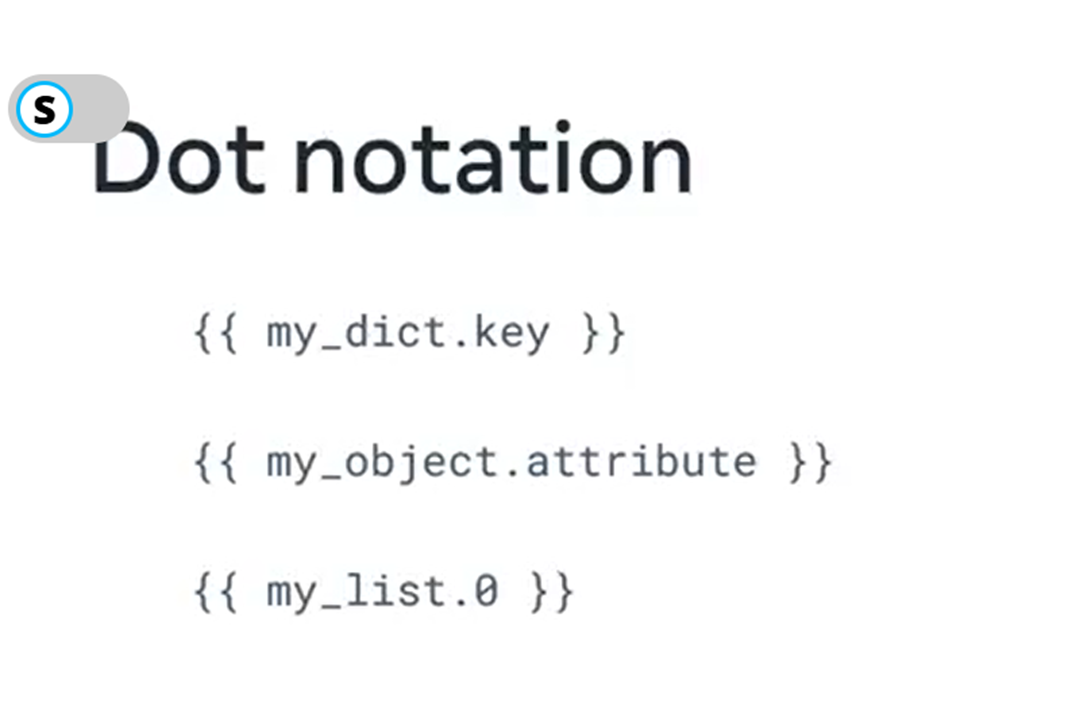 S
Dot notation
{{ my_dict.key }}
{{ my_object.attribute }}
{{ my_list.0 }}